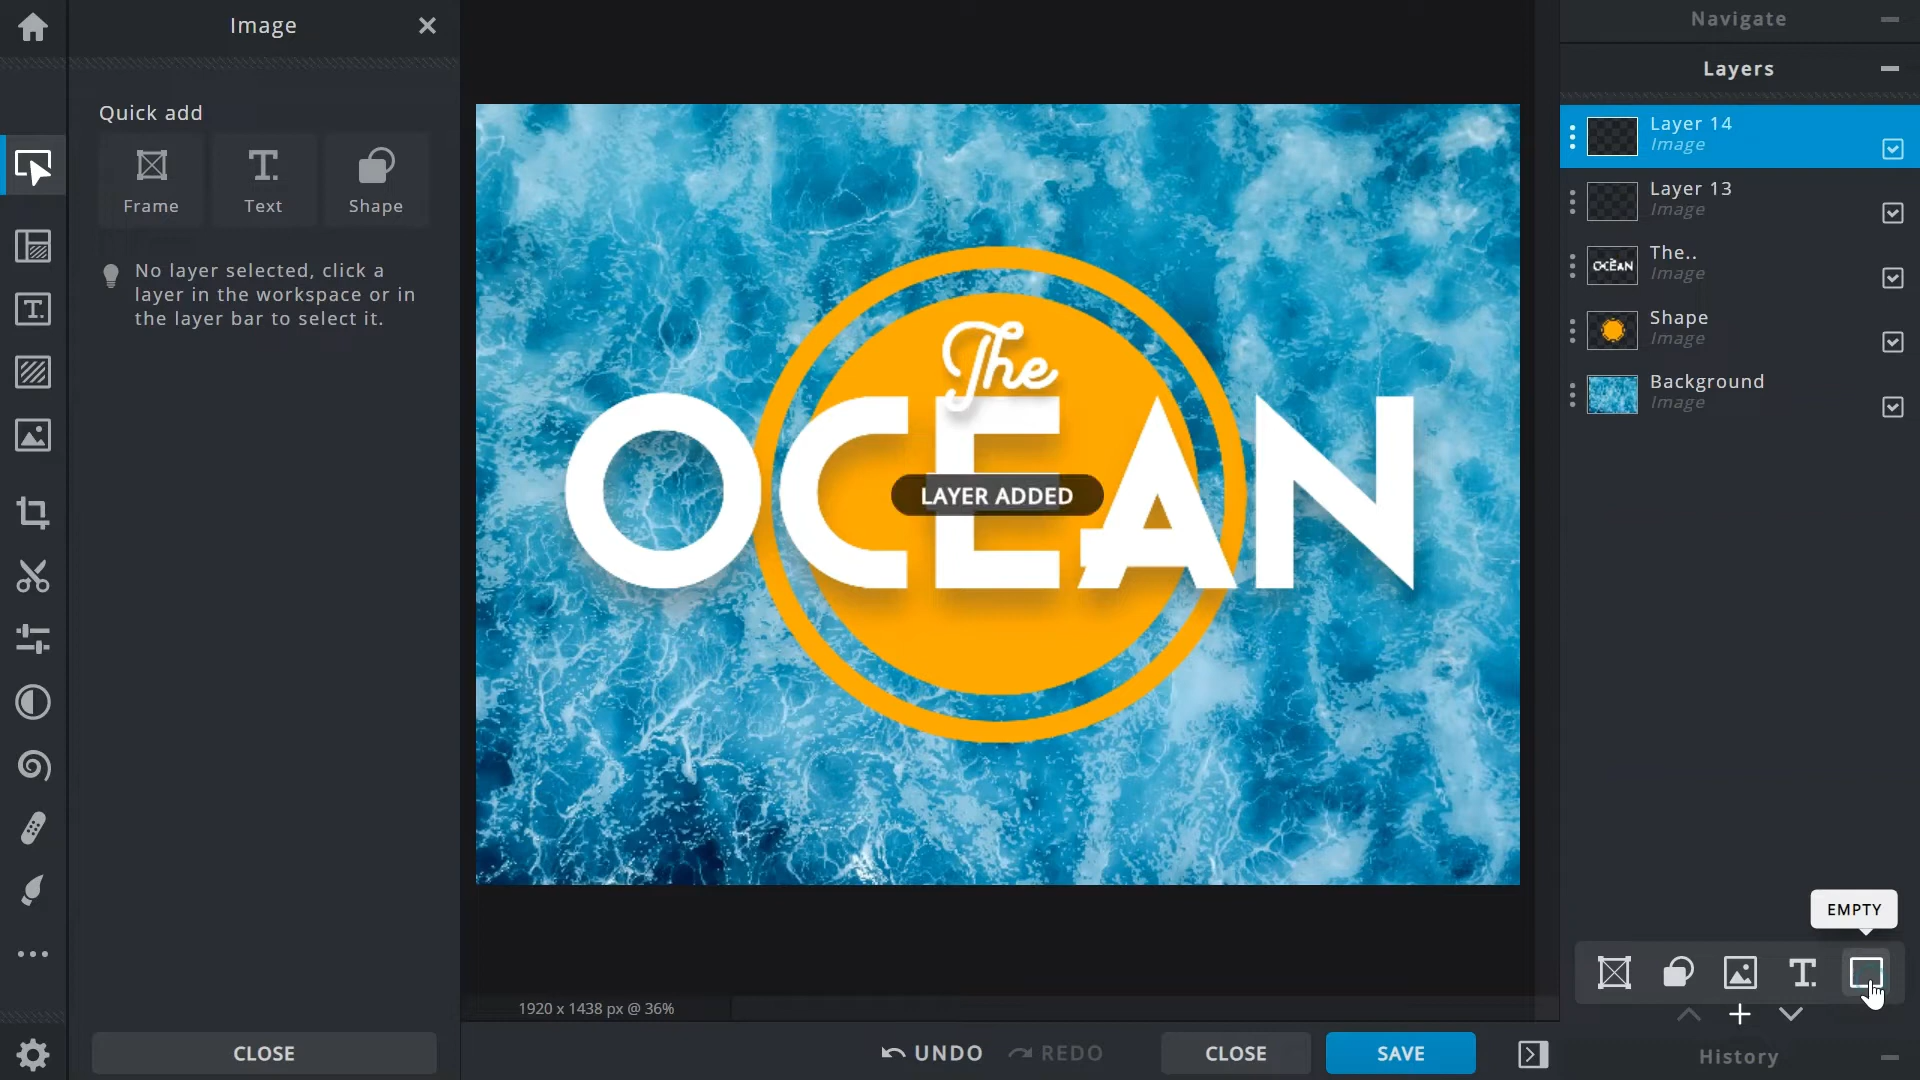 Image
Quick add
Frame
Text
Shape
No layer selected, click a
layer in the workspace or in
the layer bar to select it.
CLOSE
The
OCEAN
LAYER ADDED
1920 x 1438 px @ 36%
UNDO
REDO
CLOSE
SAVE
Navigate
Layers
Layer 14
Image
Layer 13
Image
OCEAN
The..
Image
Shape
Image
Background
Image
EMPTY
History